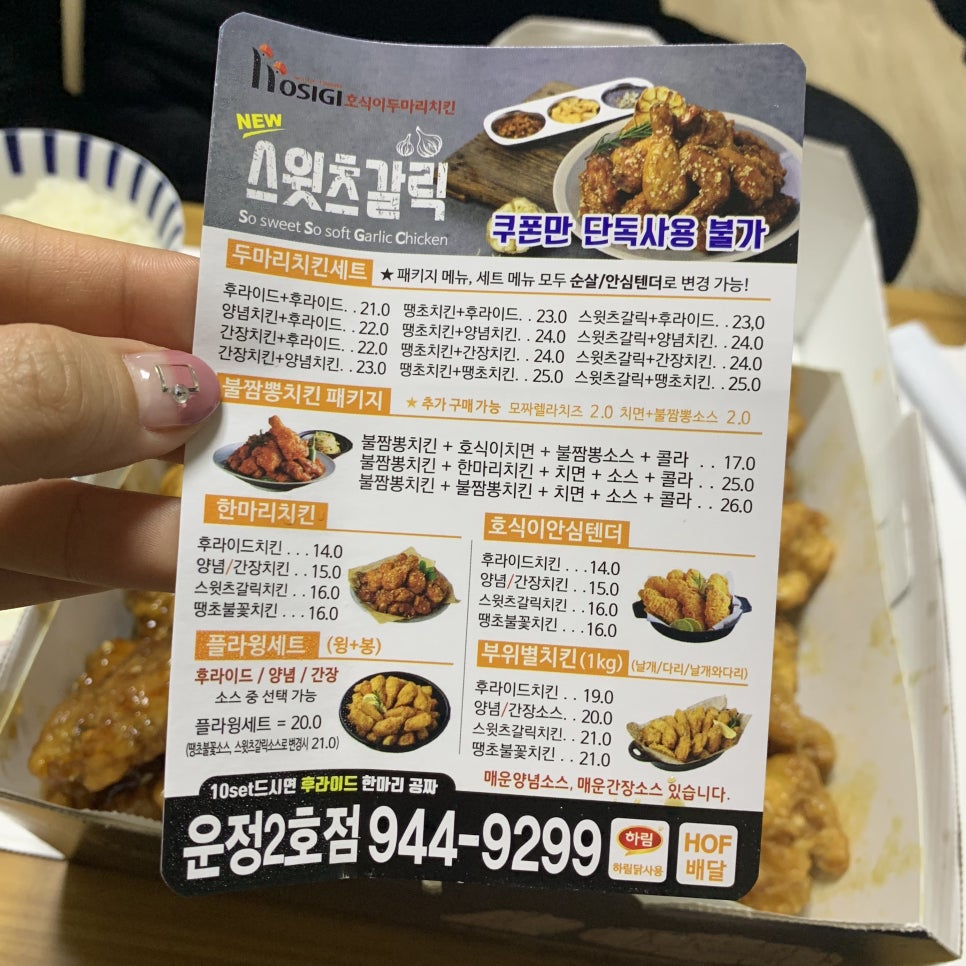 HOSIGI 호식이두마리치킨
NEW
스윗츠갈릭
So sweet So soft Garlic Chicken
쿠폰만 단독사용 불가
두마리치킨세트 ★ 패키지 메뉴, 세트 메뉴 모두 순살/안심텐더로 변경 가능!
후라이드+후라이드. . 21.0
양념치킨+후라이드. . 22.0
간장치킨+후라이드. . 22.0
간장치킨+양념치킨. . 23.0
땡초치킨+후라이드. . 23.0
땡초치킨+양념치킨. . 24.0
땡초치킨+간장치킨. . 24.0
땡초치킨+땡초치킨. . 25.0
스윗츠갈릭+후라이드. . 23,0
스윗츠갈릭+양념치킨. . 24.0
스윗츠갈릭+간장치킨. . 24.0
스윗츠갈릭+땡초치킨. . 25.0
불짬뽕치킨 패키지 ★ 추가 구매 가능 모짜렐라치즈 2.0 치면+불짬뽕소스 2.0
불짬뽕치킨 + 호식이치면 + 불짬뽕소스 + 콜라 . . 17.0
불짬뽕치킨 + 한마리치킨 + 치면 + 소스 + 콜라 . . 25.0
불짬뽕치킨 + 불짬뽕치킨 + 치면 + 소스 + 콜라 . . 26.0
한마리치킨
후라이드치킨 . . . 14.0
양념/간장치킨 . . 15.0
스윗츠갈릭치킨 . . 16.0
땡초불꽃치킨 . . . 16.0
호식이안심텐더
후라이드치킨 . . .14.0
양념/간장치킨 . .15.0
스윗츠갈릭치킨 . .16.0
땡초불꽃치킨 . . .16.0
플라윙세트 (윙+봉)
후라이드 / 양념 / 간장
소스 중 선택 가능
플라윙세트 = 20.0
(땡초불꽃소스, 스윗츠갈릭소스로 변경시 21.0)
부위별치킨(1kg) (날개/다리/날개와다리)
후라이드치킨 . . 19.0
양념/간장소스. . 20.0
스윗츠갈릭치킨 . . 21.0
땡초불꽃치킨 . . 21.0
매운양념소스, 매운간장소스 있습니다.
10set드시면 후라이드 한마리 공짜
운정2호점 944-9299
하림
하림닭사용
HOF
배달